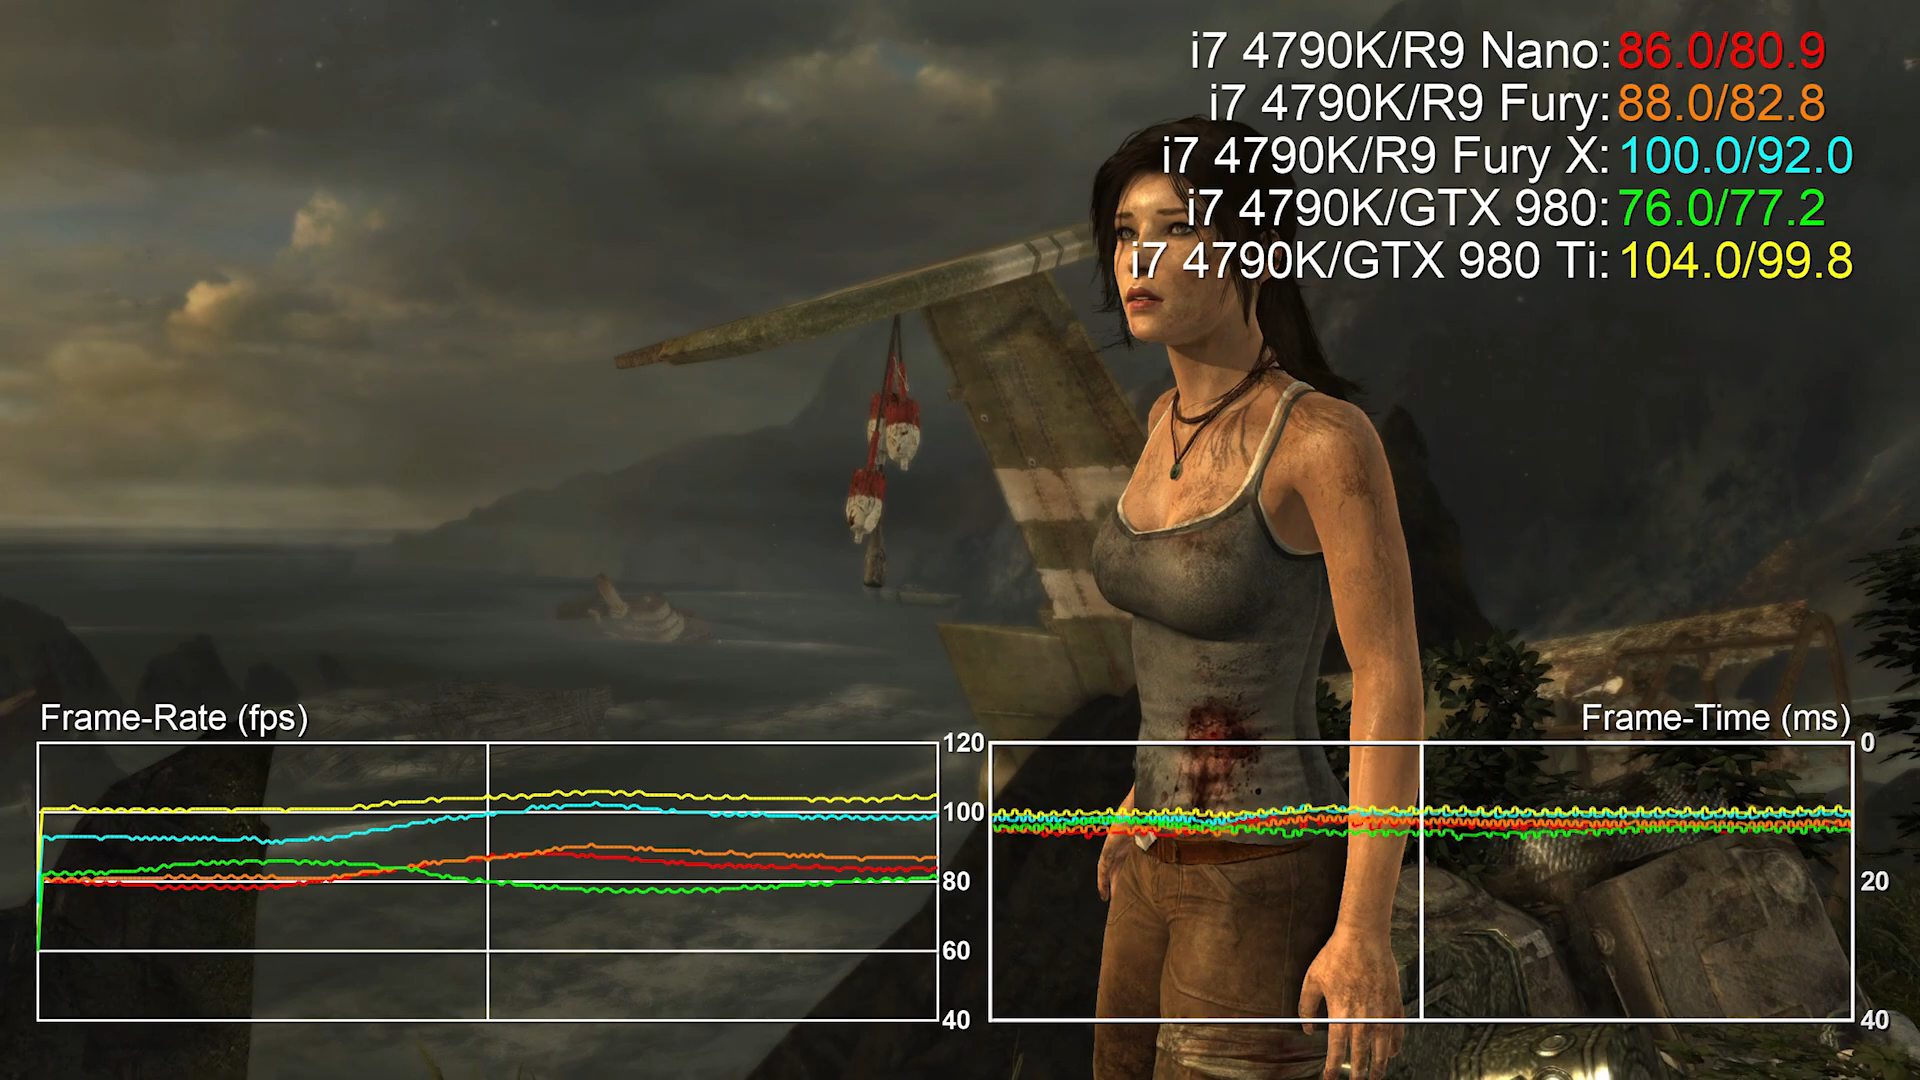 i7 4790K/R9 Nano: 86.0/80.9
i7 4790K/R9 Fury: 88.0/82.8
i7 4790K/R9 Fury X: 100.0/92.0
i7 4790K/GTX 980: 76.0/77.2
i7 4790K/GTX 980 Ti: 104.0/99.8
Frame-Rate (fps)
120
100
80
60
40
Frame-Time (ms)
0
20
40